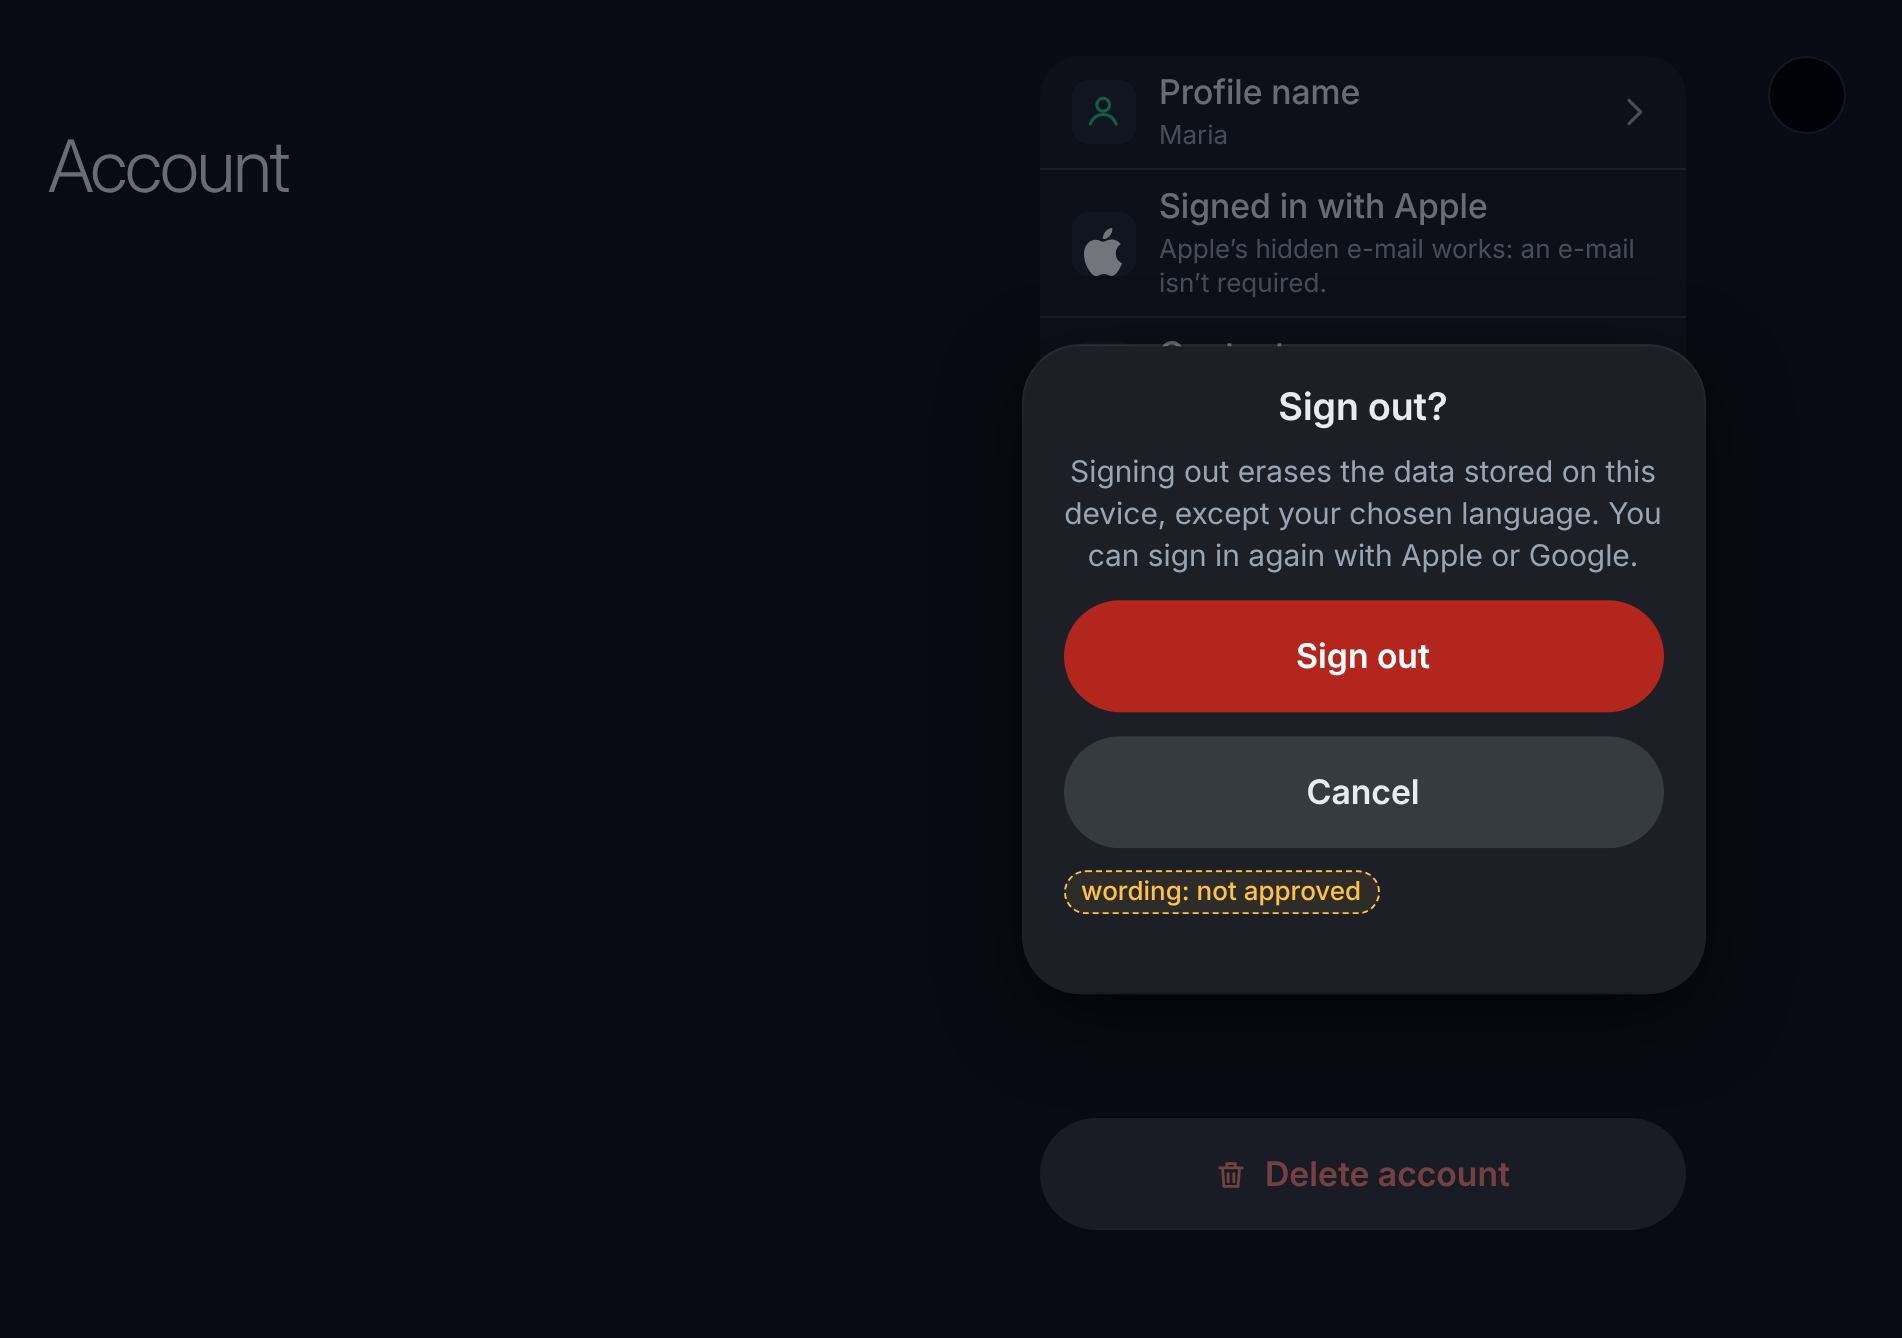 Account
Profile name
Maria
Signed in with Apple
Apple’s hidden e-mail works: an e-mail
isn’t required.
Sign out?
Signing out erases the data stored on this
device, except your chosen language. You
can sign in again with Apple or Google.
Sign out
Cancel
wording: not approved
Delete account